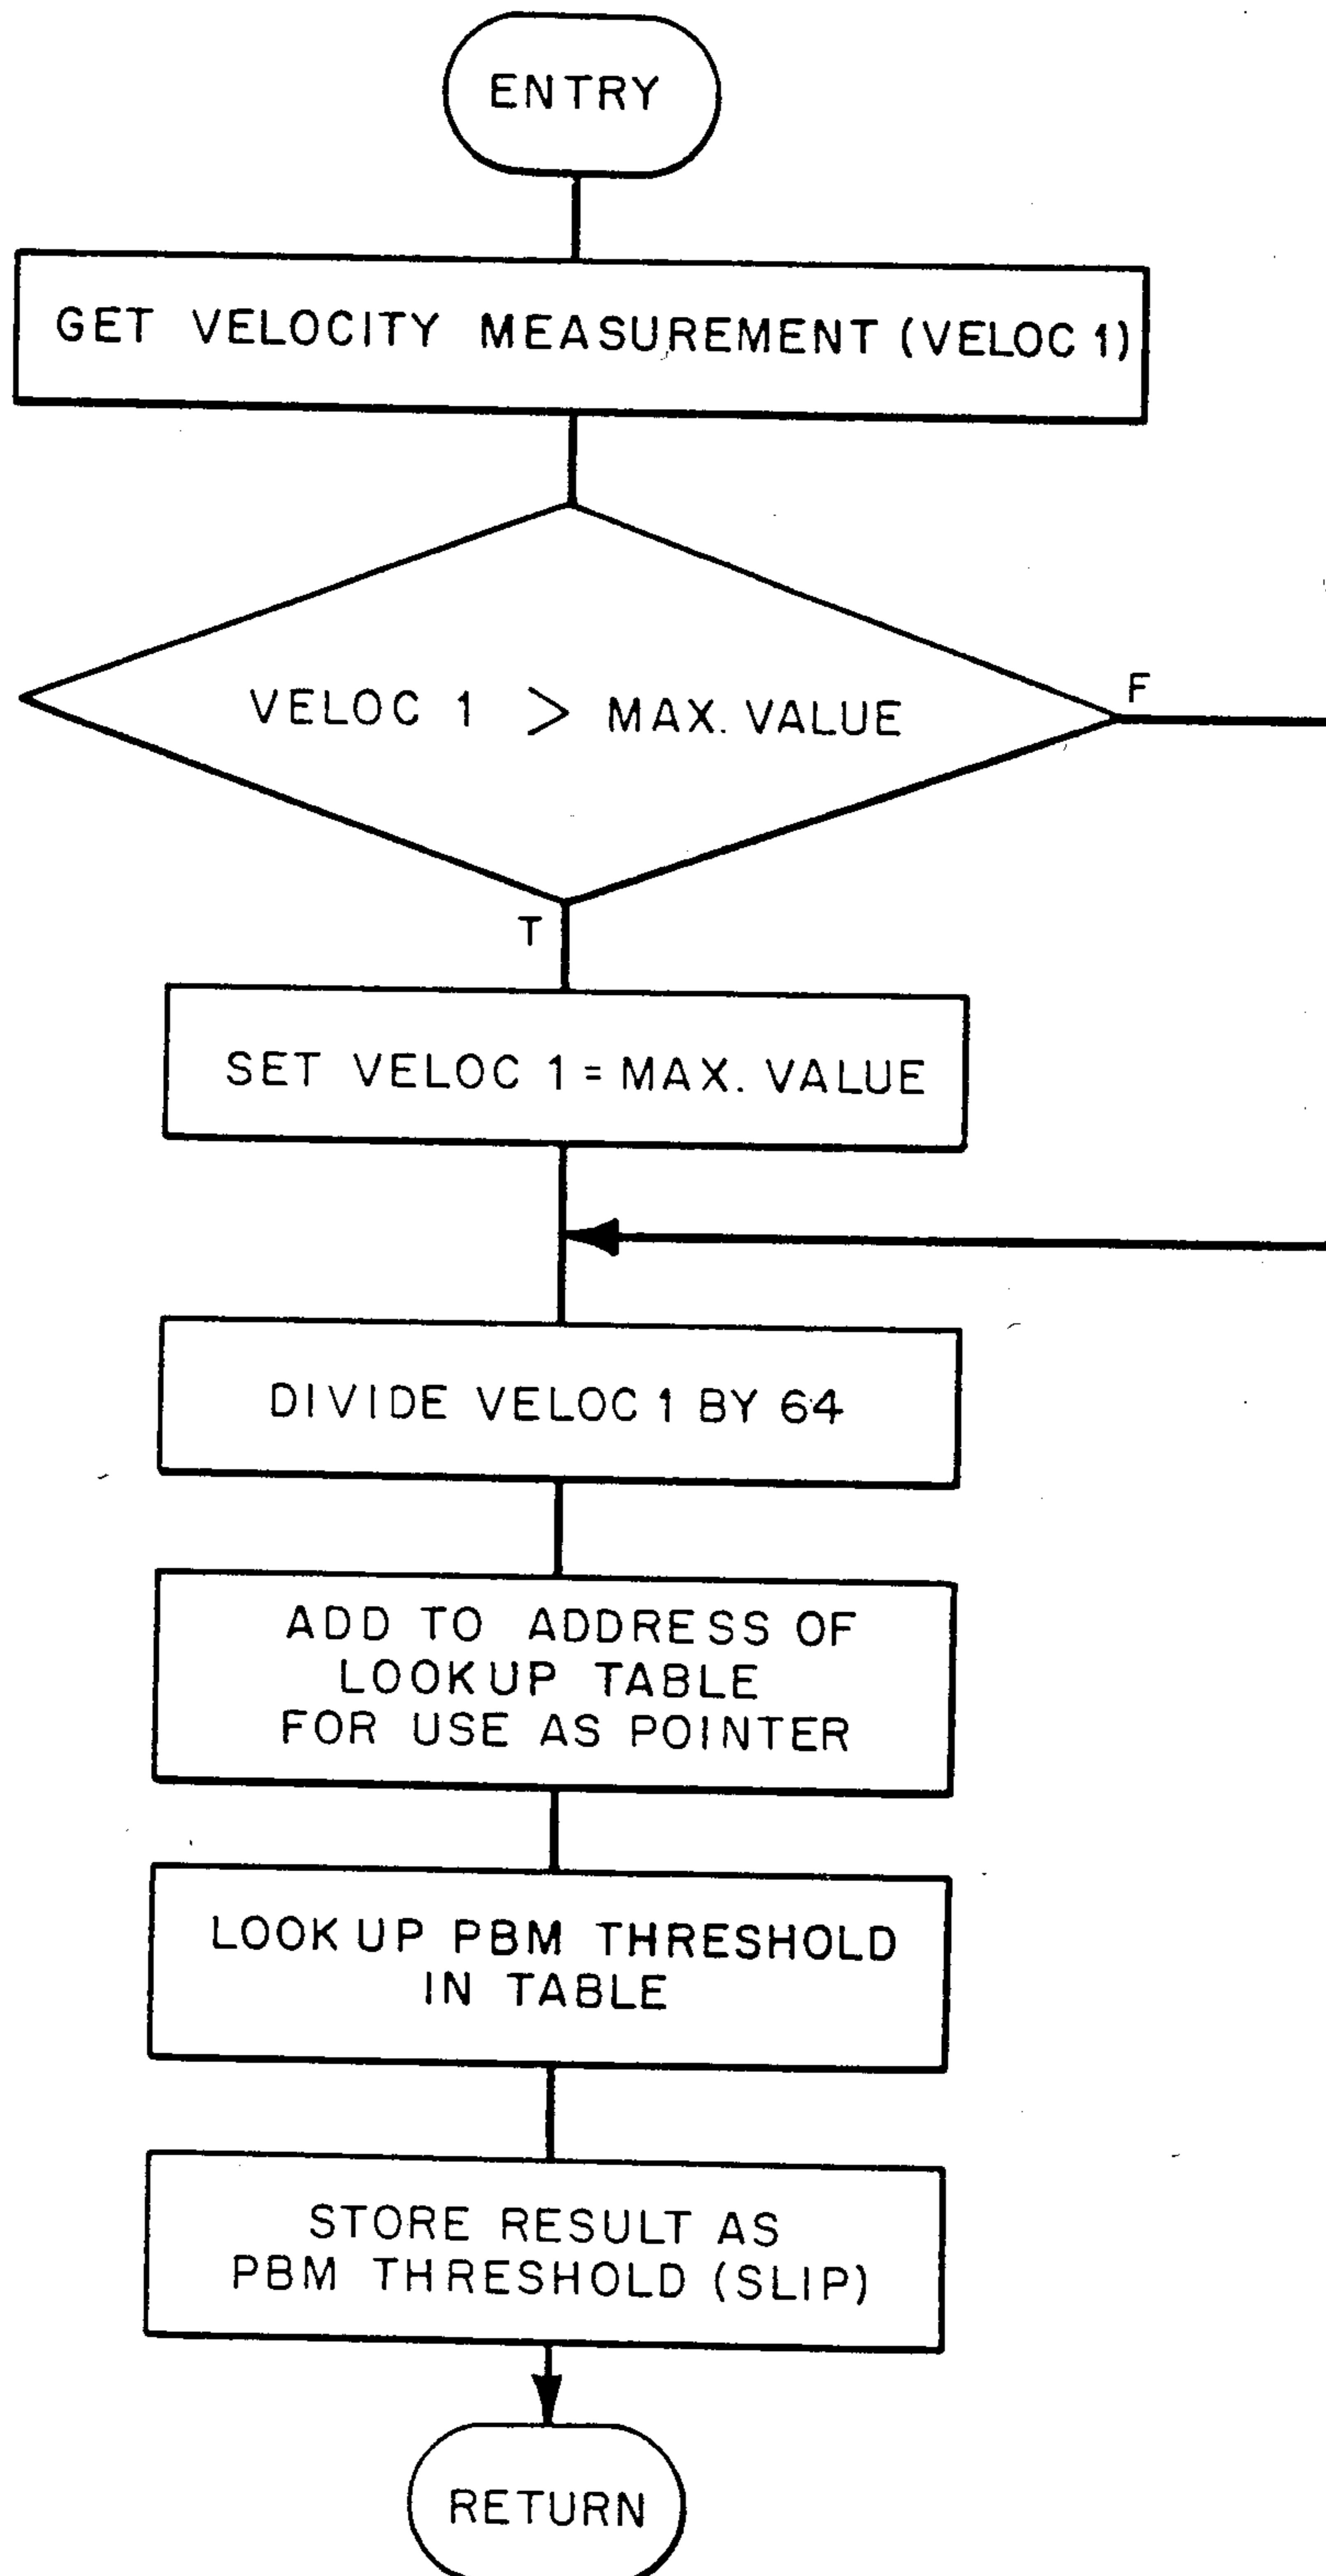 ENTRY
GET VELOCITY MEASUREMENT (VELOC 1)
VELOC 1 > MAX. VALUE
F
T
SET VELOC 1 = MAX. VALUE
DIVIDE VELOC 1 BY 64
ADD TO ADDRESS OF
LOOKUP TABLE
FOR USE AS POINTER
LOOKUP PBM THRESHOLD
IN TABLE
STORE RESULT AS
PBM THRESHOLD (SLIP)
RETURN